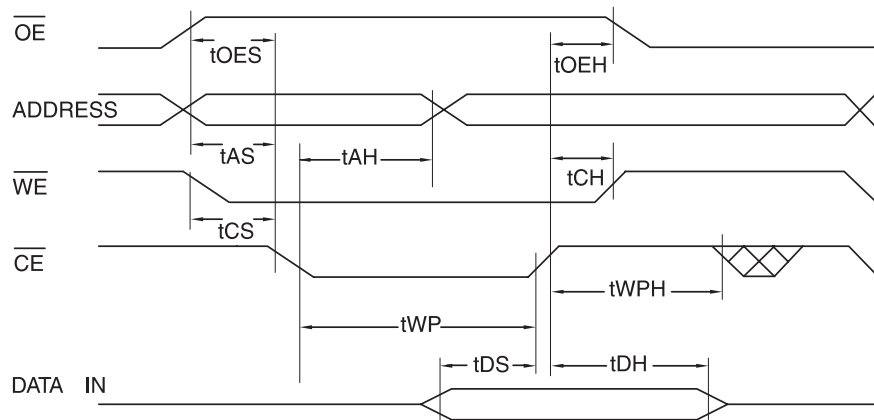 OE
tOES
tOEH
ADDRESS
tAS
tAH
tCH
WE
tCS
CE
tWPH
tWP
tDS
tDH
DATA IN